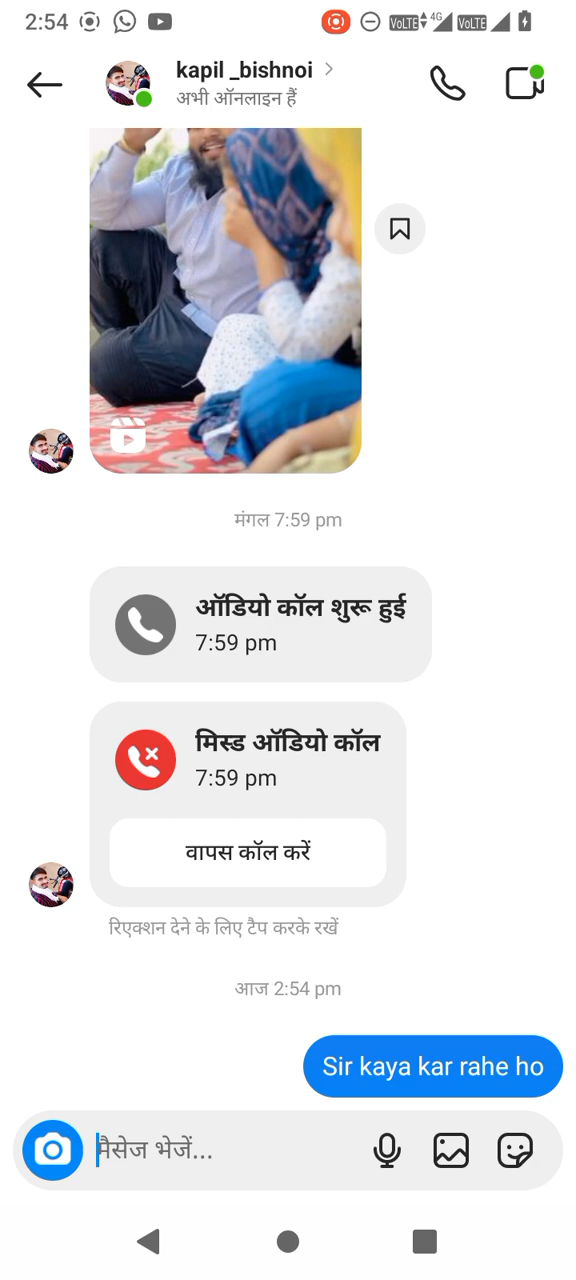 2:54 VoLTE 4G VoLTE
kapil _bishnoi
अभी ऑनलाइन हैं
मंगल 7:59 pm
ऑडियो कॉल शुरू हुई
7:59 pm
मिस्ड ऑडियो कॉल
7:59 pm
वापस कॉल करें
रिएक्शन देने के लिए टैप करके रखें
आज 2:54 pm
Sir kaya kar rahe ho
मैसेज भेजें...